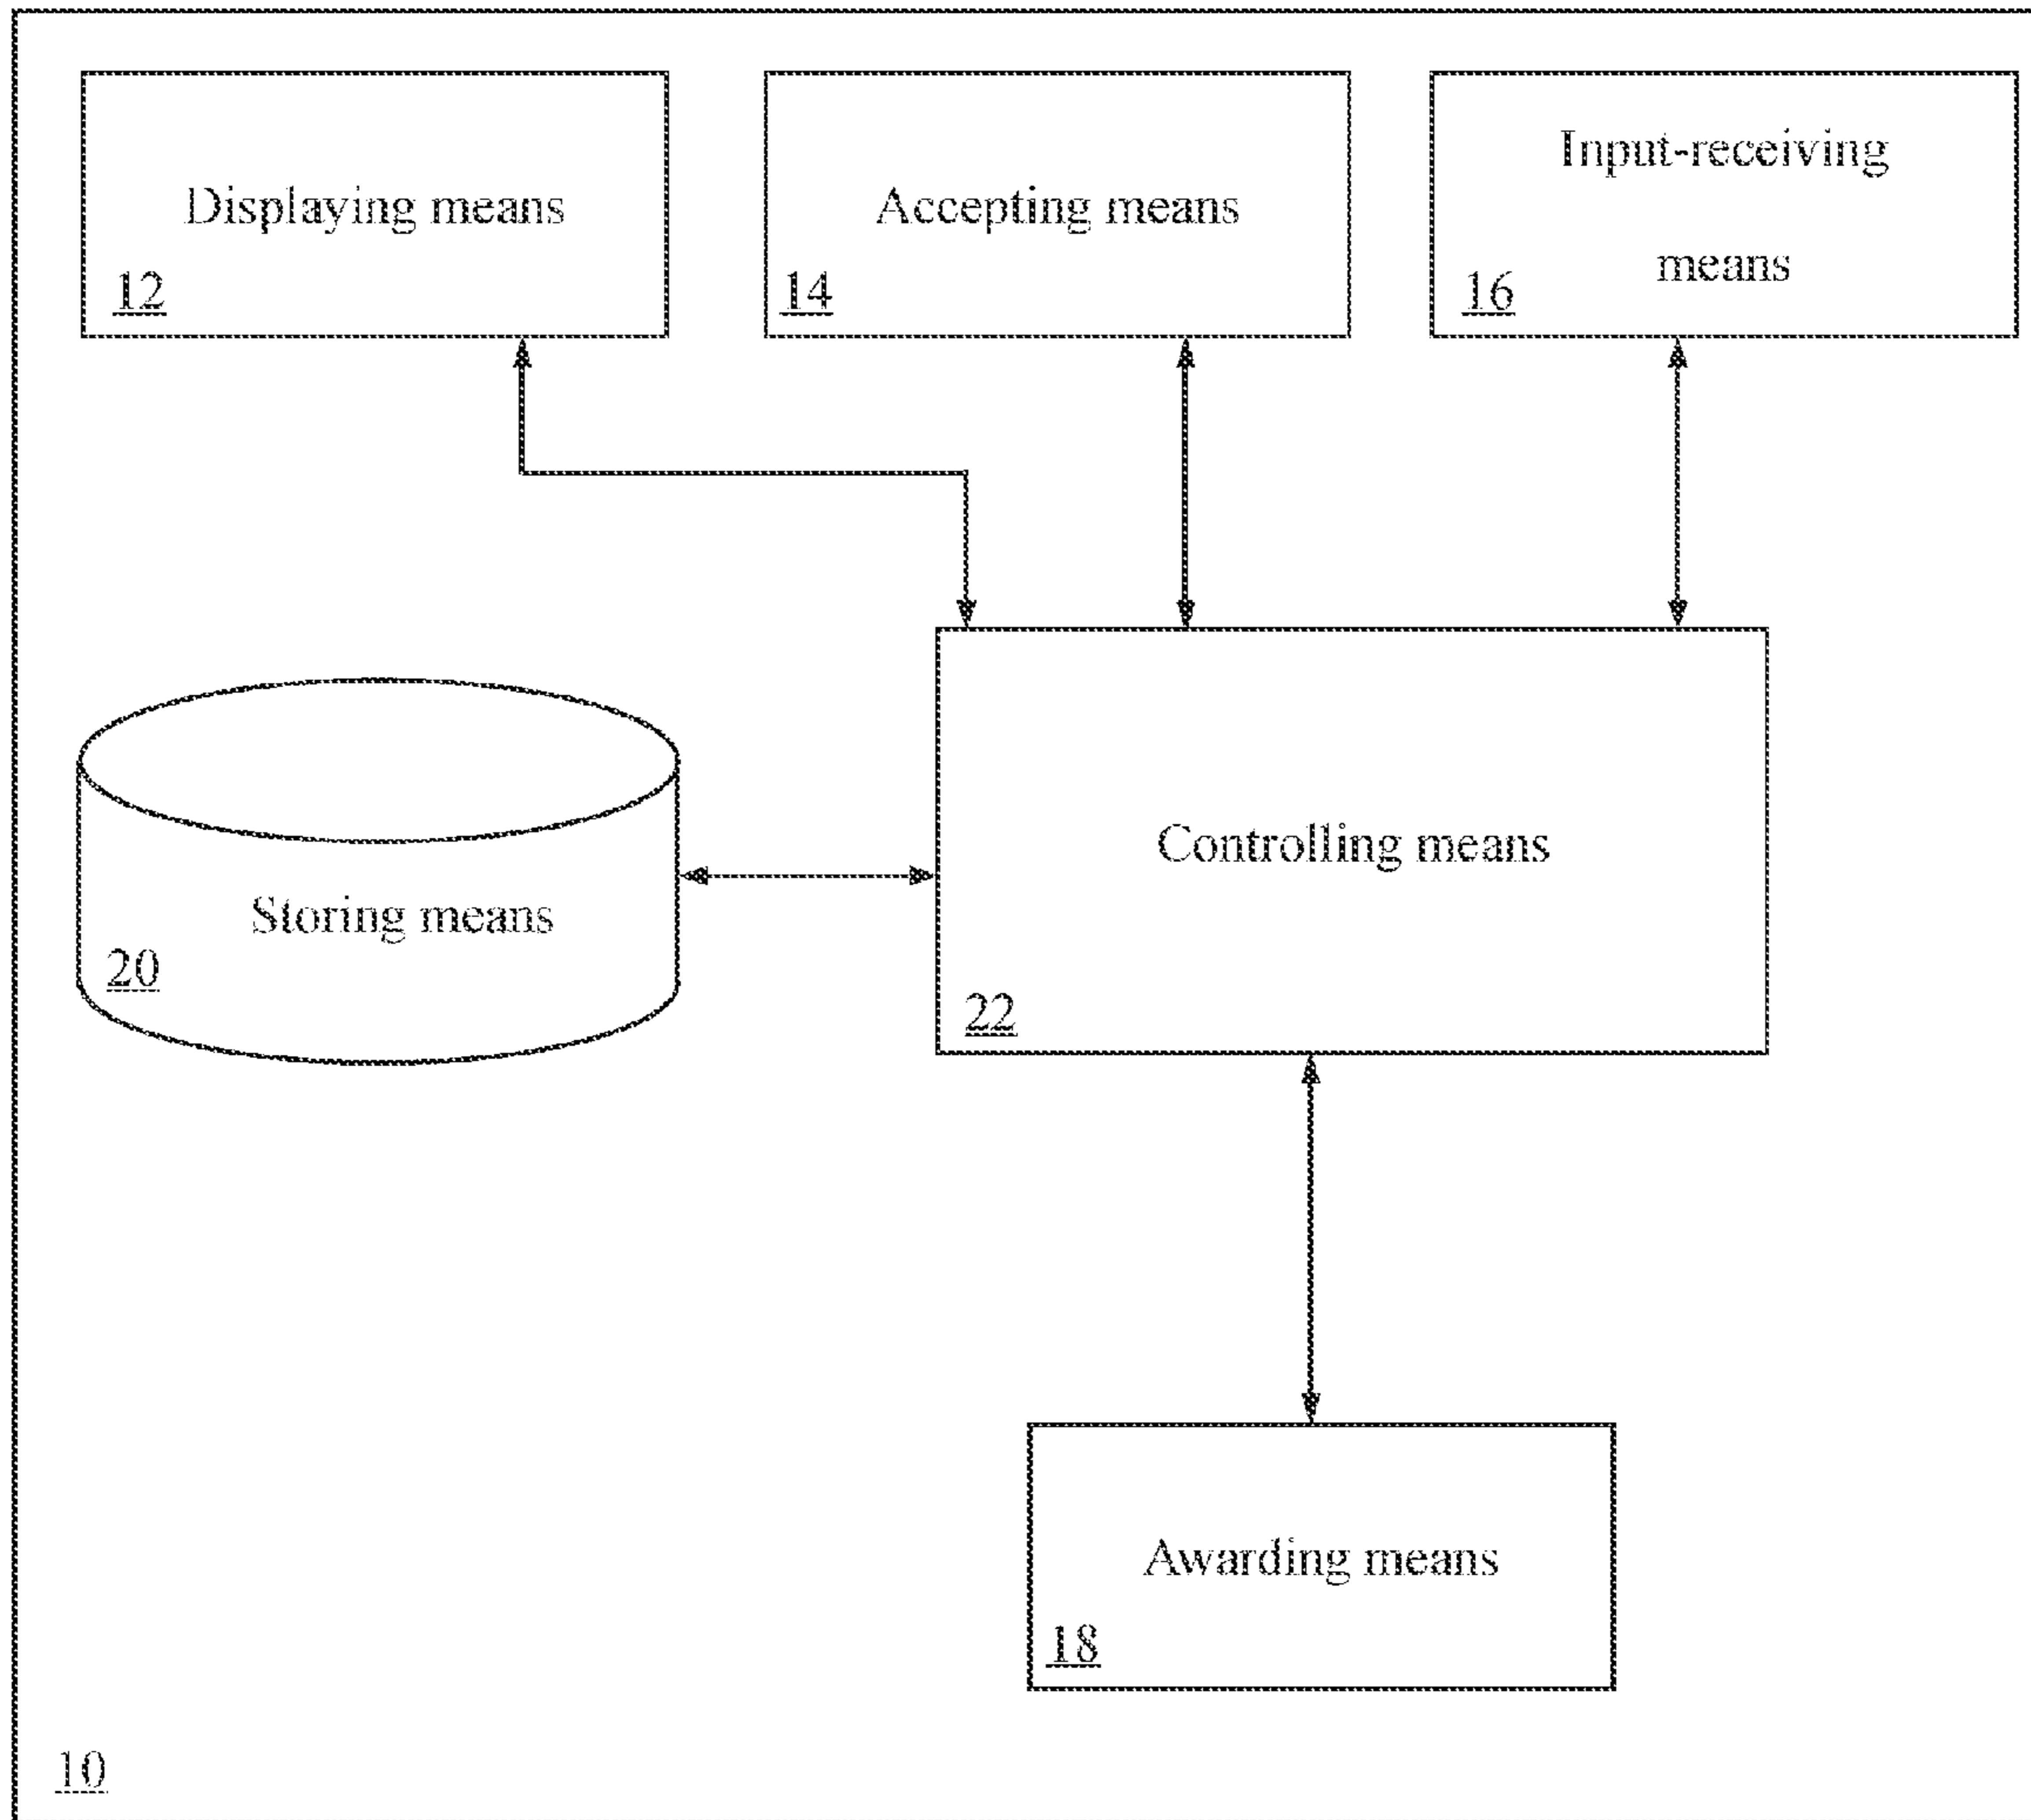 Displaying means
12
Accepting means
14
Input-receiving
means
16
Controlling means
22
Storing means
20
Awarding means
18
10